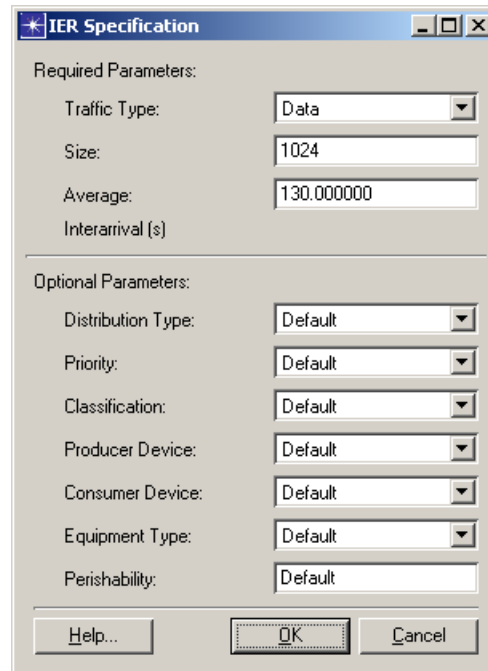 IER Specification
Required Parameters:
Traffic Type: Data
Size: 1024
Average: 130.000000
Interarrival (s)
Optional Parameters:
Distribution Type: Default
Priority: Default
Classification: Default
Producer Device: Default
Consumer Device: Default
Equipment Type: Default
Perishability: Default
Help... OK Cancel